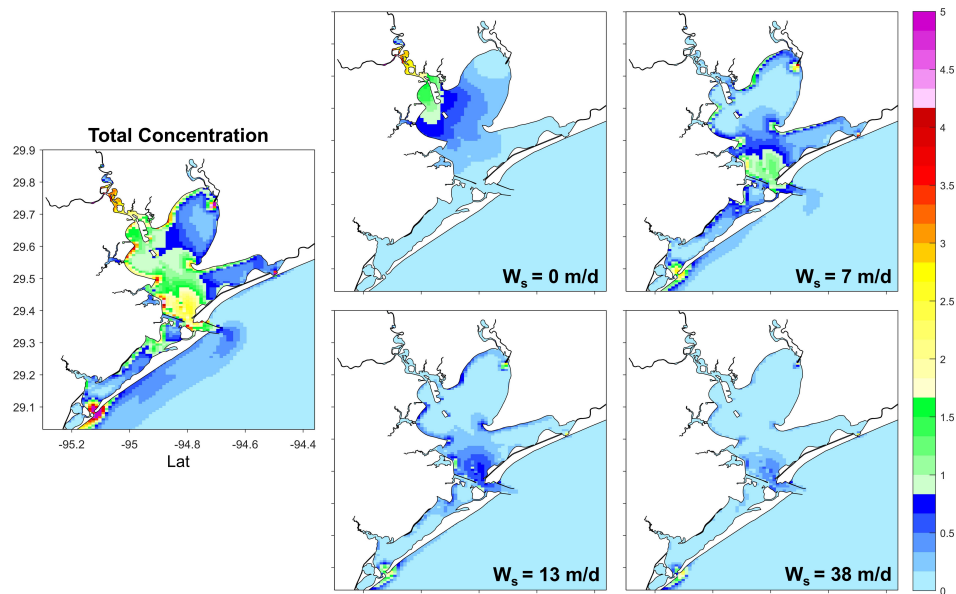 Total Concentration
29.9
29.8
29.7
29.6
29.5
29.4
29.3
29.2
29.1
-95.2 -95 -94.8 -94.6 -94.4
Lat
Ws = 0 m/d
Ws = 7 m/d
Ws = 13 m/d
Ws = 38 m/d
5
4.5
4
3.5
3
2.5
2
1.5
1
0.5
0